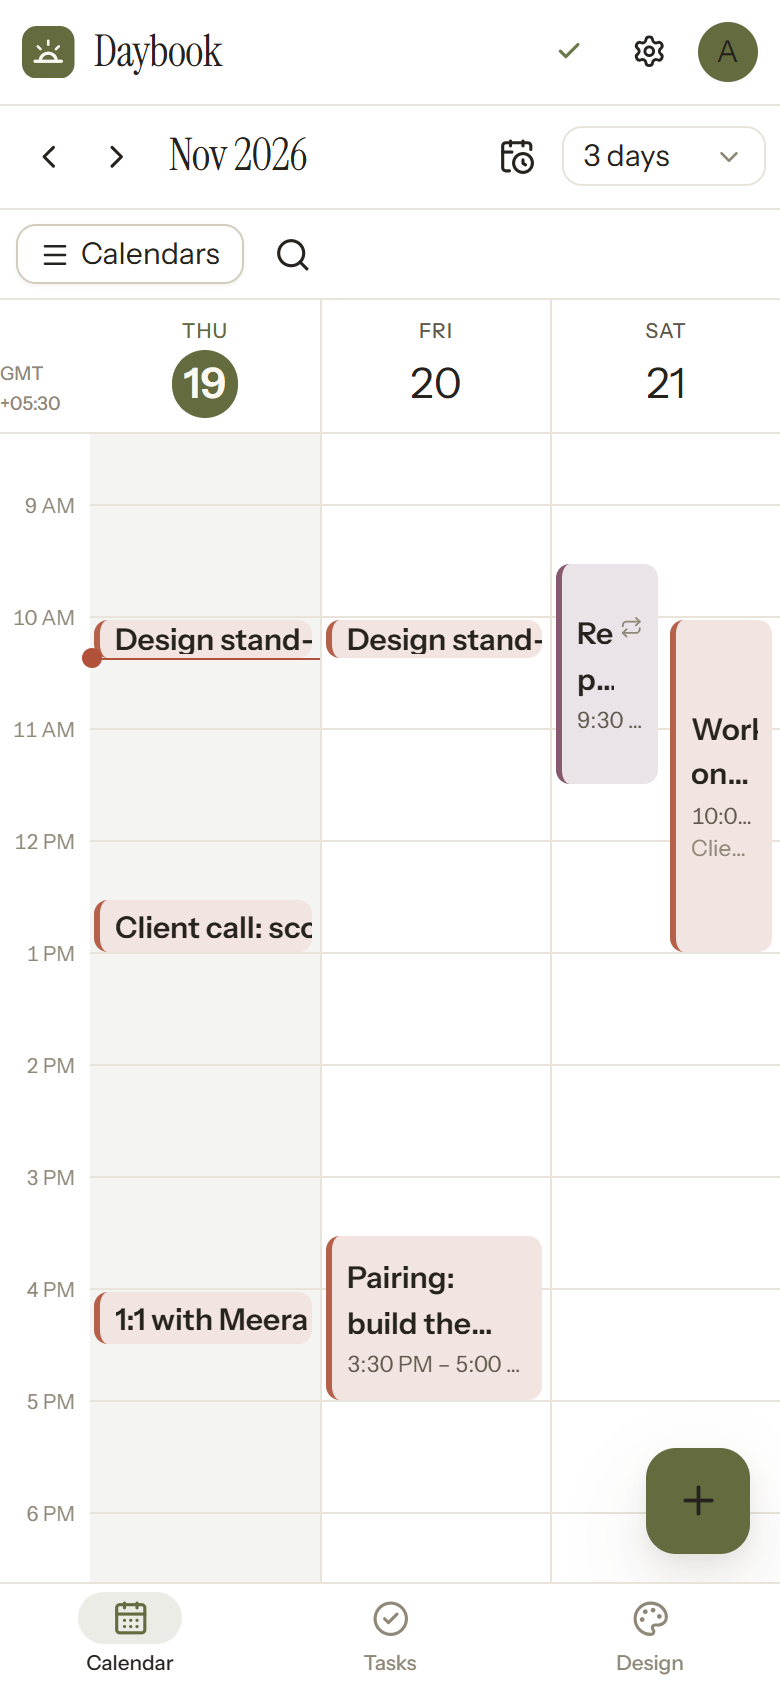 Daybook
A
Nov 2026
3 days
Calendars
GMT
+05:30
THU
19
FRI
20
SAT
21
9 AM
10 AM
11 AM
12 PM
1 PM
2 PM
3 PM
4 PM
5 PM
6 PM
Design stand-
Client call: sco
1:1 with Meera
Design stand-
Pairing:
build the...
3:30 PM – 5:00 ...
Re
p...
9:30 ...
Work
on...
10:0...
Clie...
Calendar
Tasks
Design